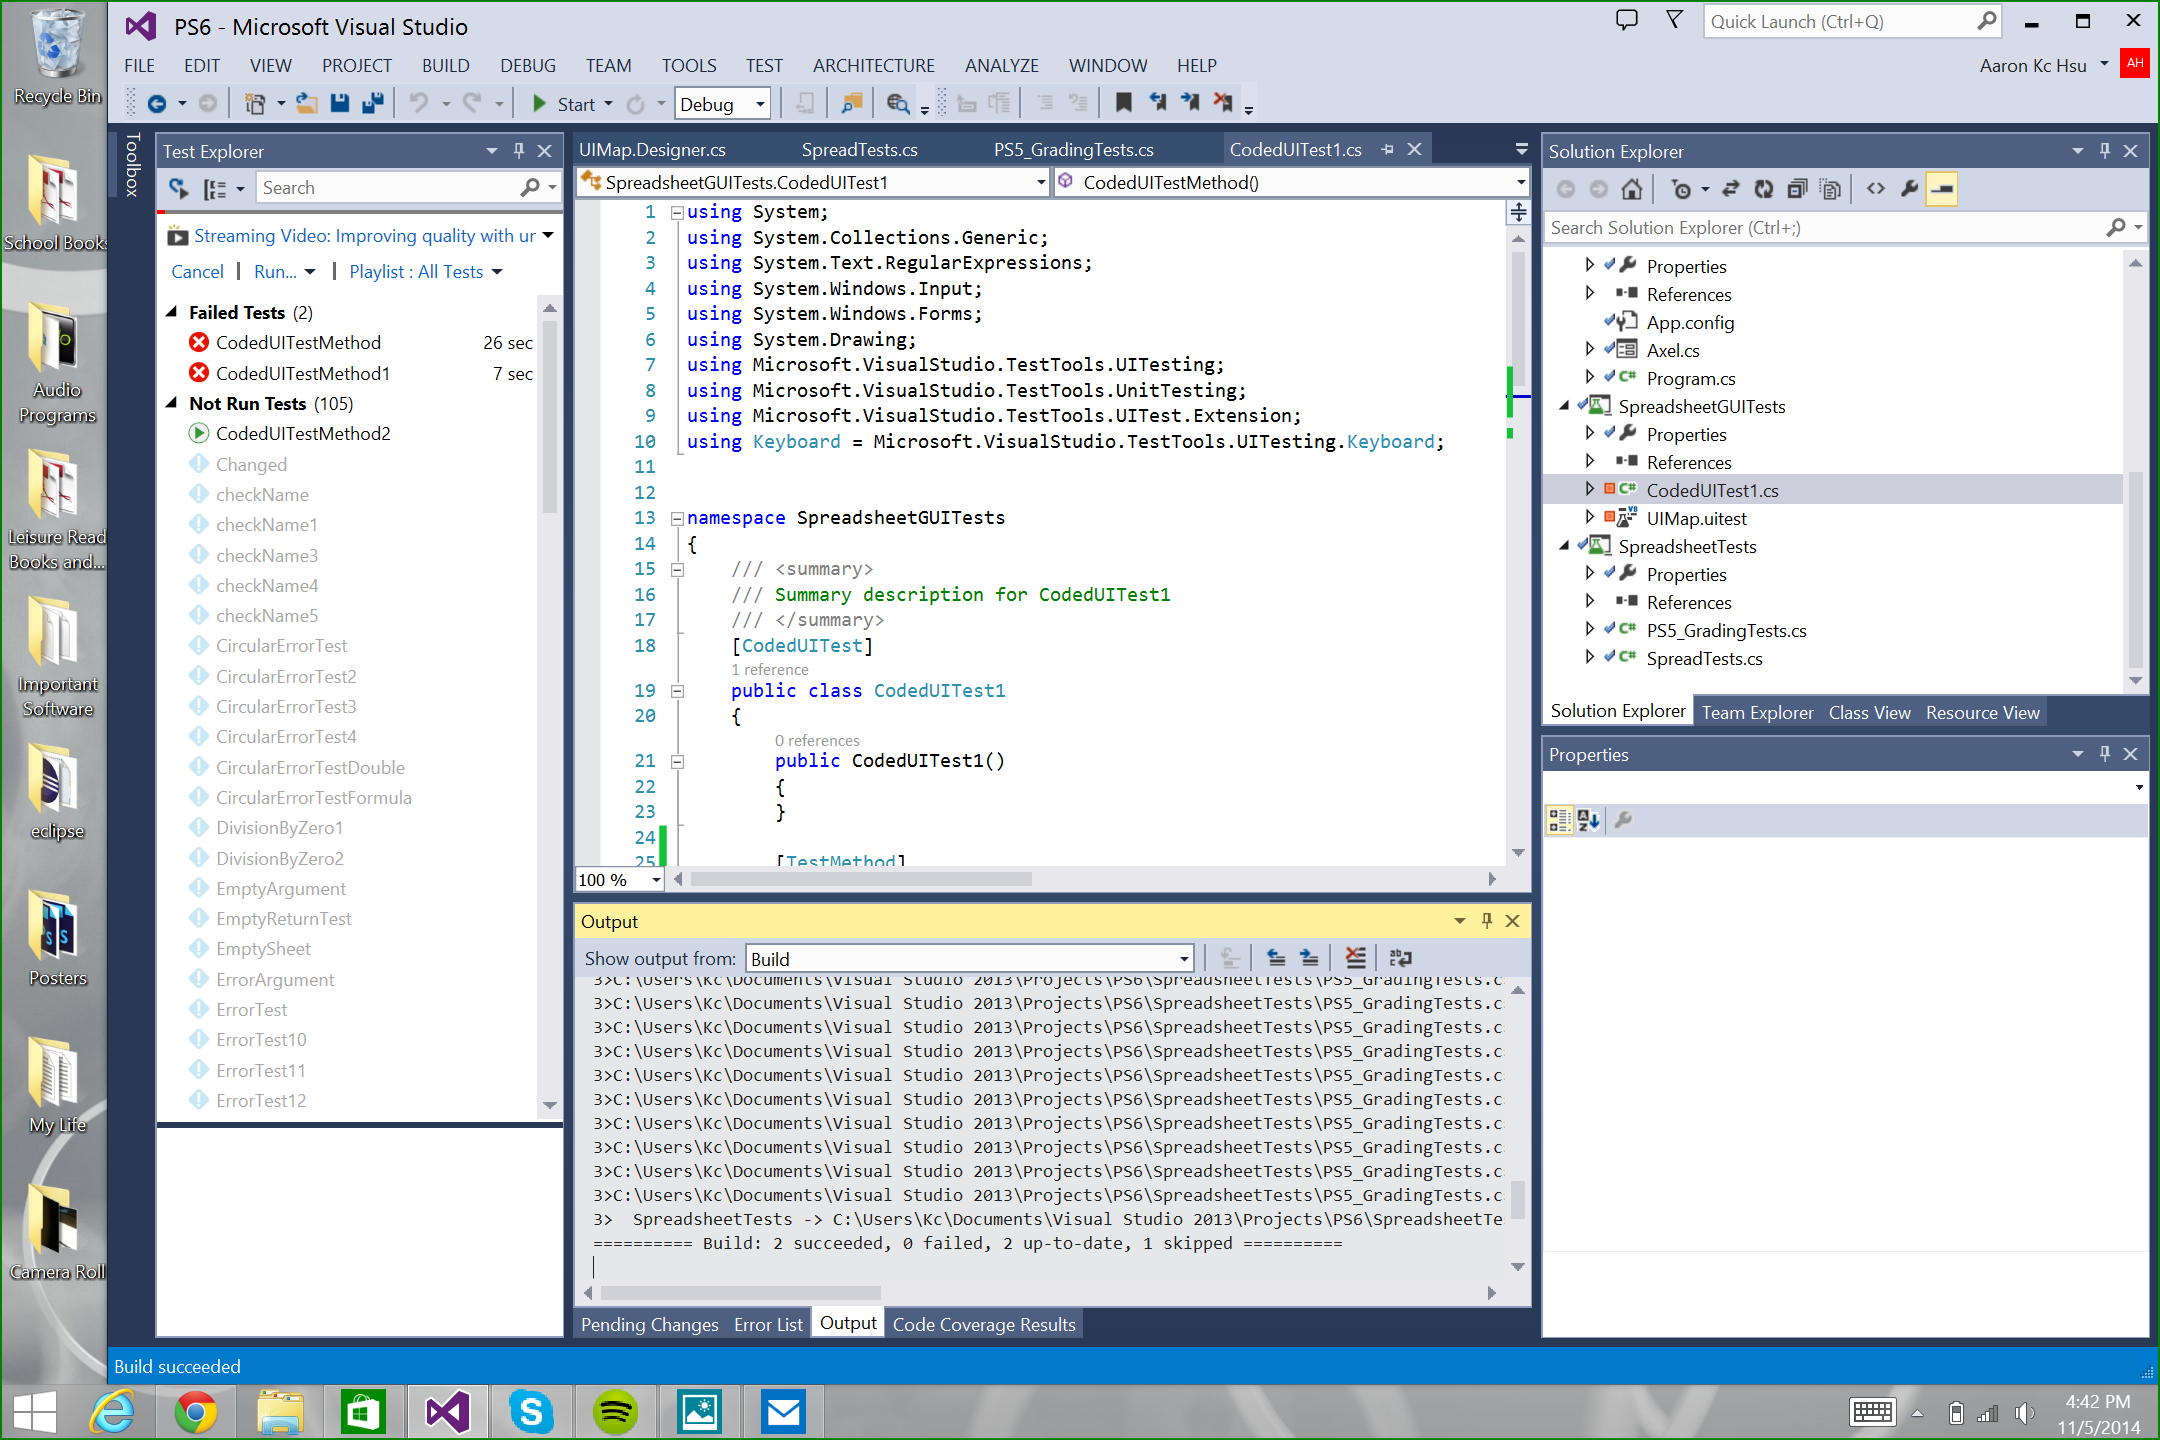 Recycle Bin
School Books
Audio
Programs
Leisure Read
Books and...
Important
Software
eclipse
Posters
My Life
Camera Roll
PS6 - Microsoft Visual Studio
Quick Launch (Ctrl+Q)
FILE EDIT VIEW PROJECT BUILD DEBUG TEAM TOOLS TEST ARCHITECTURE ANALYZE WINDOW HELP
Aaron Kc Hsu AH
Start Debug
Toolbox
Test Explorer
Search
Streaming Video: Improving quality with ur
Cancel | Run... | Playlist : All Tests
Failed Tests (2)
CodedUITestMethod 26 sec
CodedUITestMethod1 7 sec
Not Run Tests (105)
CodedUITestMethod2
Changed
checkName
checkName1
checkName3
checkName4
checkName5
CircularErrorTest
CircularErrorTest2
CircularErrorTest3
CircularErrorTest4
CircularErrorTestDouble
CircularErrorTestFormula
DivisionByZero1
DivisionByZero2
EmptyArgument
EmptyReturnTest
EmptySheet
ErrorArgument
ErrorTest
ErrorTest10
ErrorTest11
ErrorTest12
UIMap.Designer.cs SpreadTests.cs PS5_GradingTests.cs CodedUITest1.cs
SpreadsheetGUITests.CodedUITest1 CodedUITestMethod()
1 using System;
2 using System.Collections.Generic;
3 using System.Text.RegularExpressions;
4 using System.Windows.Input;
5 using System.Windows.Forms;
6 using System.Drawing;
7 using Microsoft.VisualStudio.TestTools.UITesting;
8 using Microsoft.VisualStudio.TestTools.UnitTesting;
9 using Microsoft.VisualStudio.TestTools.UITest.Extension;
10 using Keyboard = Microsoft.VisualStudio.TestTools.UITesting.Keyboard;
11
12
13 namespace SpreadsheetGUITests
14 {
15 /// <summary>
16 /// Summary description for CodedUITest1
17 /// </summary>
18 [CodedUITest]
1 reference
19 public class CodedUITest1
20 {
0 references
21 public CodedUITest1()
22 {
23 }
24
25 [TestMethod]
100 %
Output
Show output from: Build
3>C:\Users\Kc\Documents\Visual Studio 2013\Projects\PS6\SpreadsheetTests\PS5_GradingTests.c
3>C:\Users\Kc\Documents\Visual Studio 2013\Projects\PS6\SpreadsheetTests\PS5_GradingTests.c
3>C:\Users\Kc\Documents\Visual Studio 2013\Projects\PS6\SpreadsheetTests\PS5_GradingTests.c
3>C:\Users\Kc\Documents\Visual Studio 2013\Projects\PS6\SpreadsheetTests\PS5_GradingTests.c
3>C:\Users\Kc\Documents\Visual Studio 2013\Projects\PS6\SpreadsheetTests\PS5_GradingTests.c
3>C:\Users\Kc\Documents\Visual Studio 2013\Projects\PS6\SpreadsheetTests\PS5_GradingTests.c
3>C:\Users\Kc\Documents\Visual Studio 2013\Projects\PS6\SpreadsheetTests\PS5_GradingTests.c
3>C:\Users\Kc\Documents\Visual Studio 2013\Projects\PS6\SpreadsheetTests\PS5_GradingTests.c
3>C:\Users\Kc\Documents\Visual Studio 2013\Projects\PS6\SpreadsheetTests\PS5_GradingTests.c
3>C:\Users\Kc\Documents\Visual Studio 2013\Projects\PS6\SpreadsheetTests\PS5_GradingTests.c
3> SpreadsheetTests -> C:\Users\Kc\Documents\Visual Studio 2013\Projects\PS6\SpreadsheetTe
========== Build: 2 succeeded, 0 failed, 2 up-to-date, 1 skipped ==========
Pending Changes Error List Output Code Coverage Results
Solution Explorer
Search Solution Explorer (Ctrl+;)
Properties
References
App.config
Axel.cs
Program.cs
SpreadsheetGUITests
Properties
References
CodedUITest1.cs
UIMap.uitest
SpreadsheetTests
Properties
References
PS5_GradingTests.cs
SpreadTests.cs
Solution Explorer Team Explorer Class View Resource View
Properties
Build succeeded
4:42 PM
11/5/2014